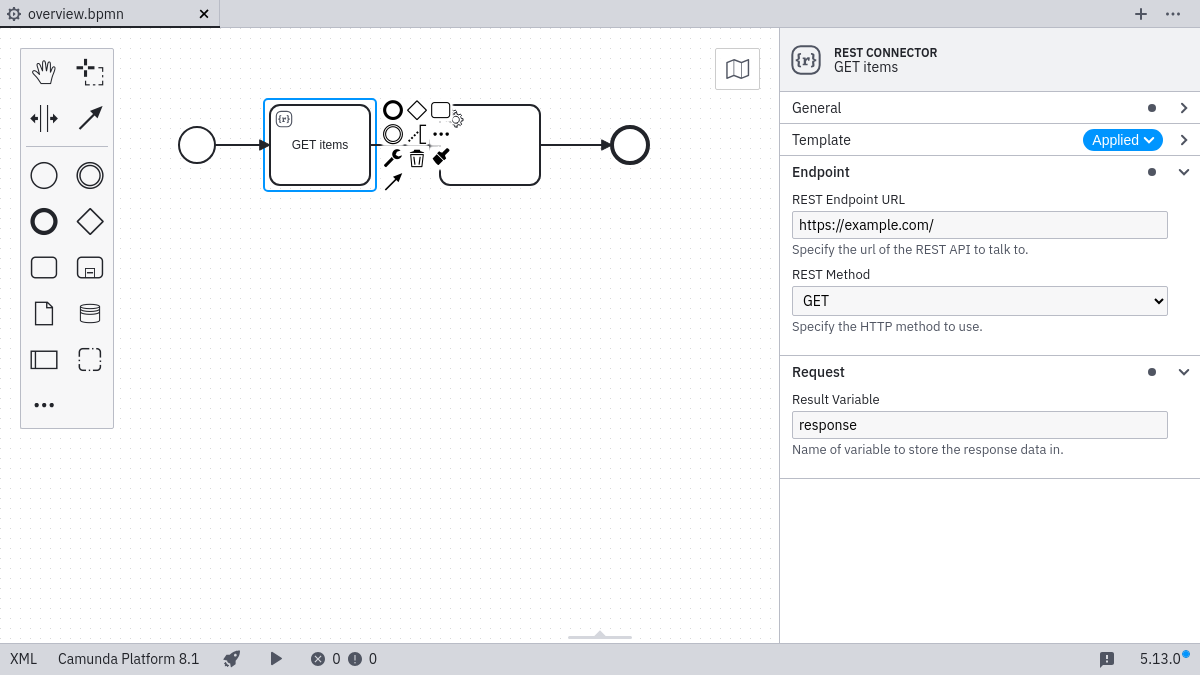 overview.bpmn
{r}
REST CONNECTOR
GET items
General
Template
Applied
Endpoint
REST Endpoint URL
https://example.com/
Specify the url of the REST API to talk to.
REST Method
GET
Specify the HTTP method to use.
Request
Result Variable
response
Name of variable to store the response data in.
{r}
GET items
XML
Camunda Platform 8.1
0
0
5.13.0